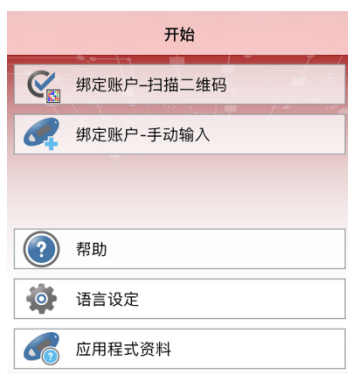 开始
绑定账户-扫描二维码
绑定账户-手动输入
帮助
语言设定
应用程式资料